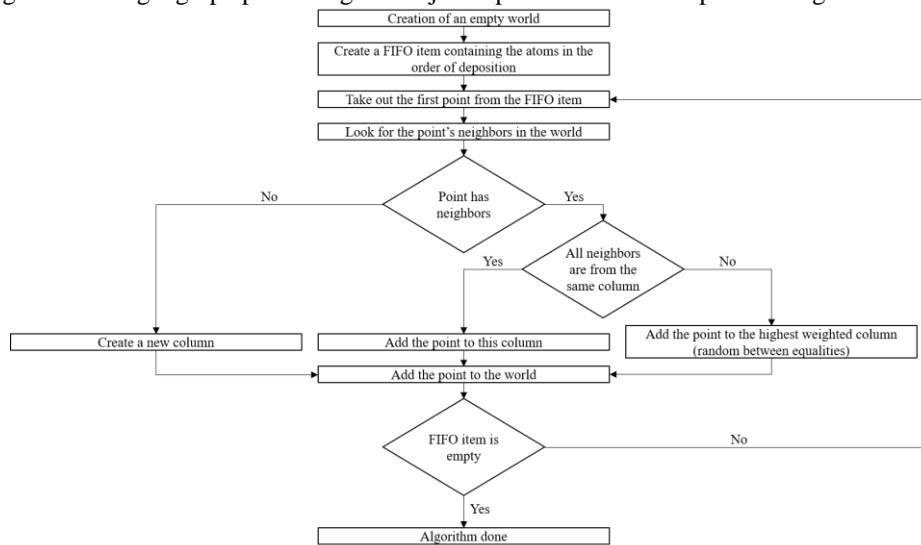 Creation of an empty world
Create a FIFO item containing the atoms in the
order of deposition
Take out the first point from the FIFO item
Look for the point's neighbors in the world
Point has
neighbors
No
Yes
All neighbors
are from the
same column
Yes
No
Create a new column
Add the point to this column
Add the point to the highest weighted column
(random between equalities)
Add the point to the world
FIFO item is
empty
No
Yes
Algorithm done